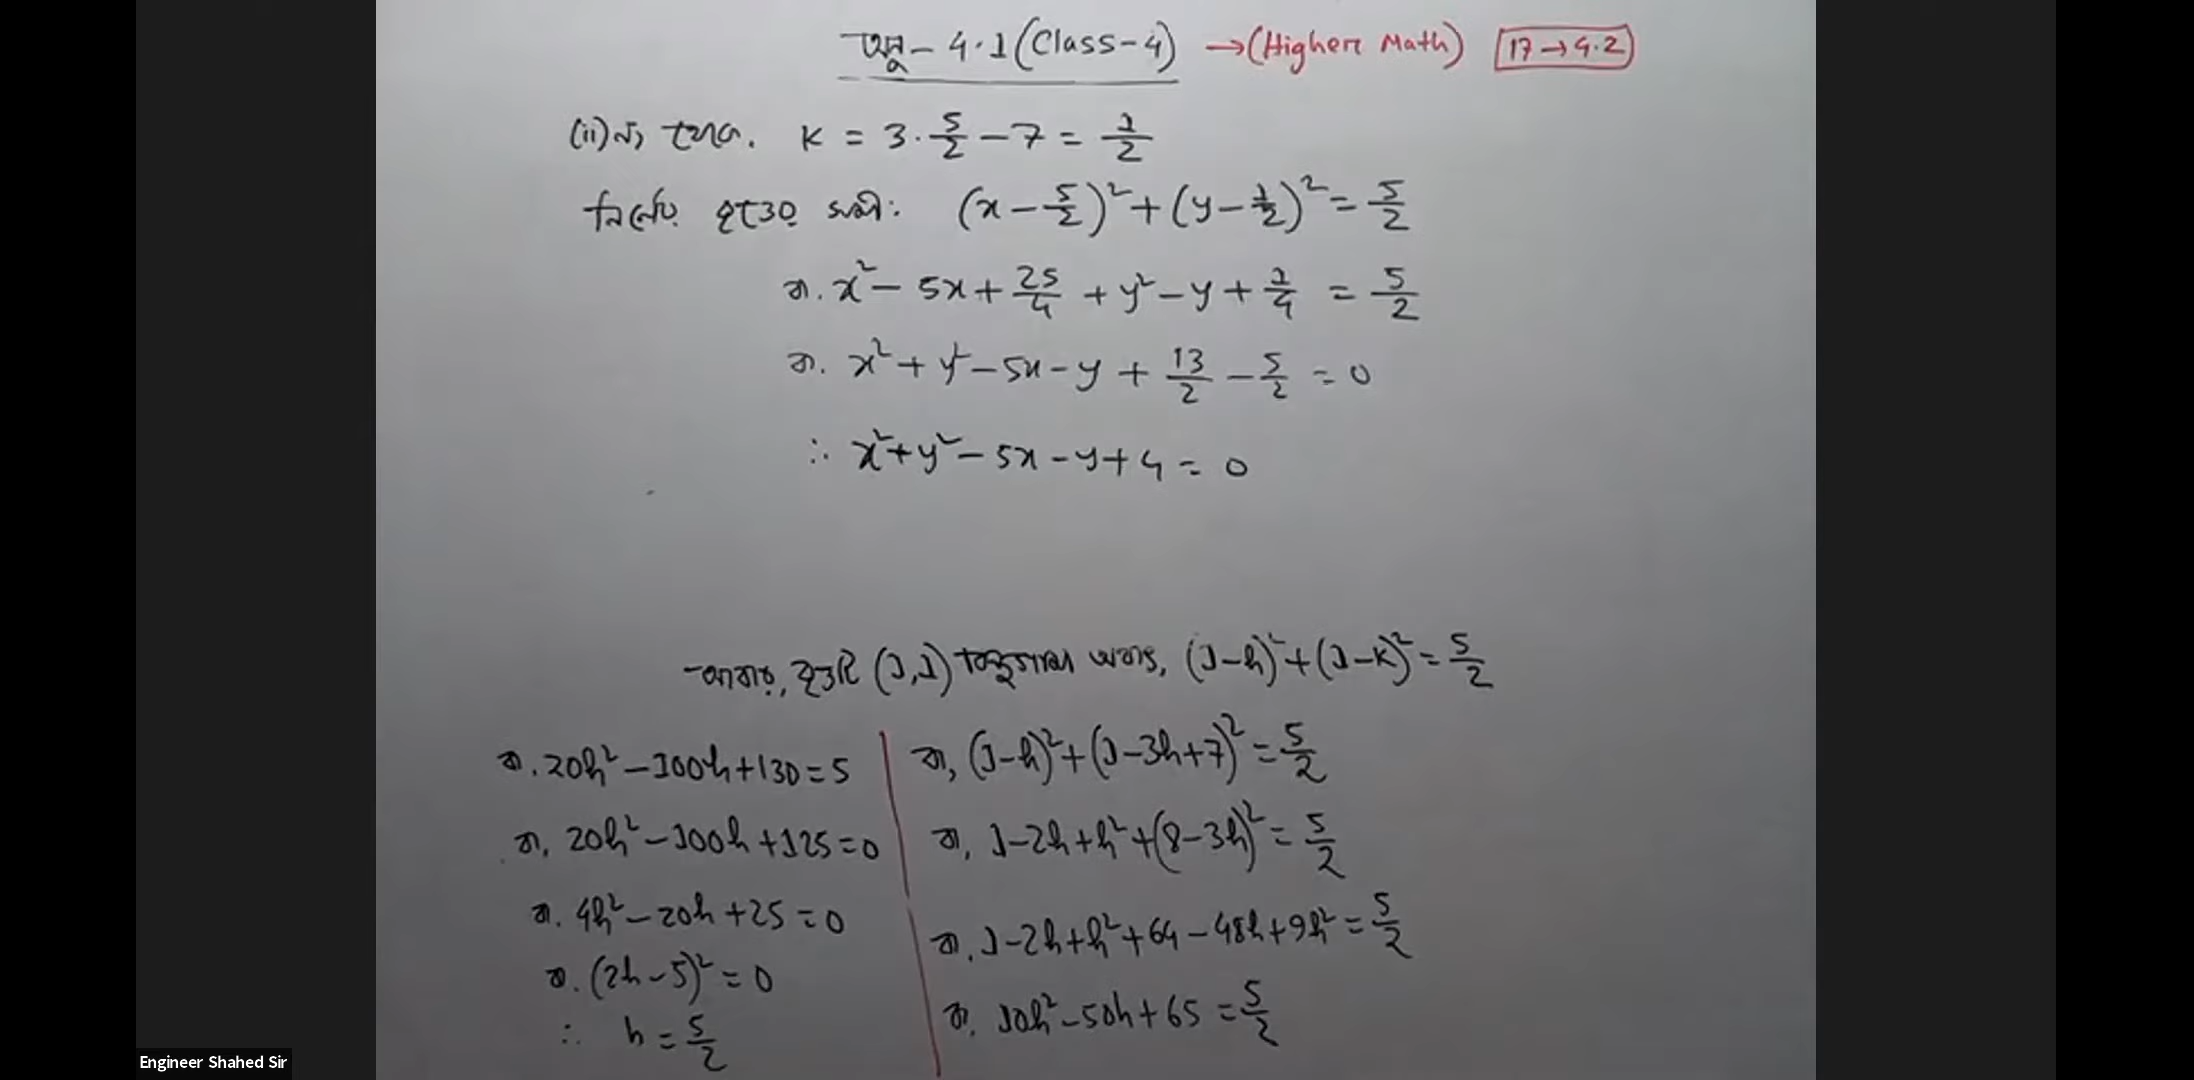 অনু - 4.1 (Class-4) → (Higher Math) 17 → 4.2
(ii) নং হতে. K = 3 · 5/2 - 7 = 1/2
নির্ণেয় বৃত্তের সমী: (x - 5/2)² + (y - 1/2)² = 5/2
বা. x² - 5x + 25/4 + y² - y + 1/4 = 5/2
বা. x² + y² - 5x - y + 13/2 - 5/2 = 0
∴ x² + y² - 5x - y + 4 = 0
আবার, বৃত্তটি (1,1) বিন্দুগামী বলে, (1-h)² + (1-k)² = 5/2
বা, (1-h)² + (1-3h+7)² = 5/2
বা, 1-2h+h² + (8-3h)² = 5/2
বা. 1-2h+h²+64-48h+9h² = 5/2
বা. 10h²-50h+65 = 5/2
বা. 20h² - 100h + 130 = 5
বা, 20h² - 100h + 125 = 0
বা. 4h² - 20h + 25 = 0
বা. (2h-5)² = 0
∴ h = 5/2
Engineer Shahed Sir